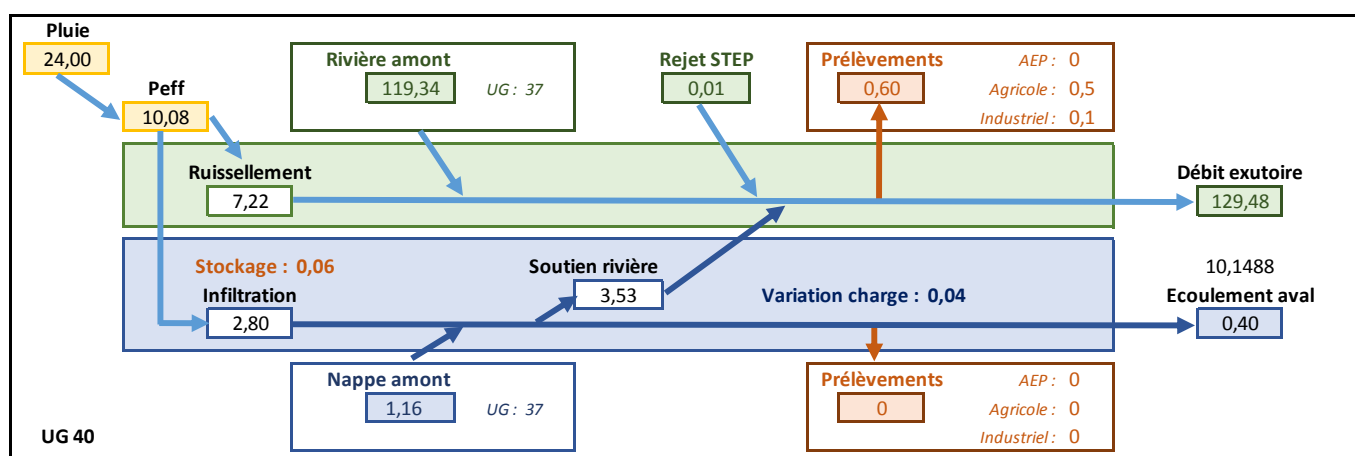 Pluie
24,00
Peff
10,08
Rivière amont
119,34
UG : 37
Rejet STEP
0,01
Prélèvements
0,60
AEP : 0
Agricole : 0,5
Industriel : 0,1
Ruissellement
7,22
Débit exutoire
129,48
Stockage : 0,06
Infiltration
2,80
Soutien rivière
3,53
Variation charge : 0,04
10,1488
Ecoulement aval
0,40
Nappe amont
1,16
UG : 37
Prélèvements
0
AEP : 0
Agricole : 0
Industriel : 0
UG 40